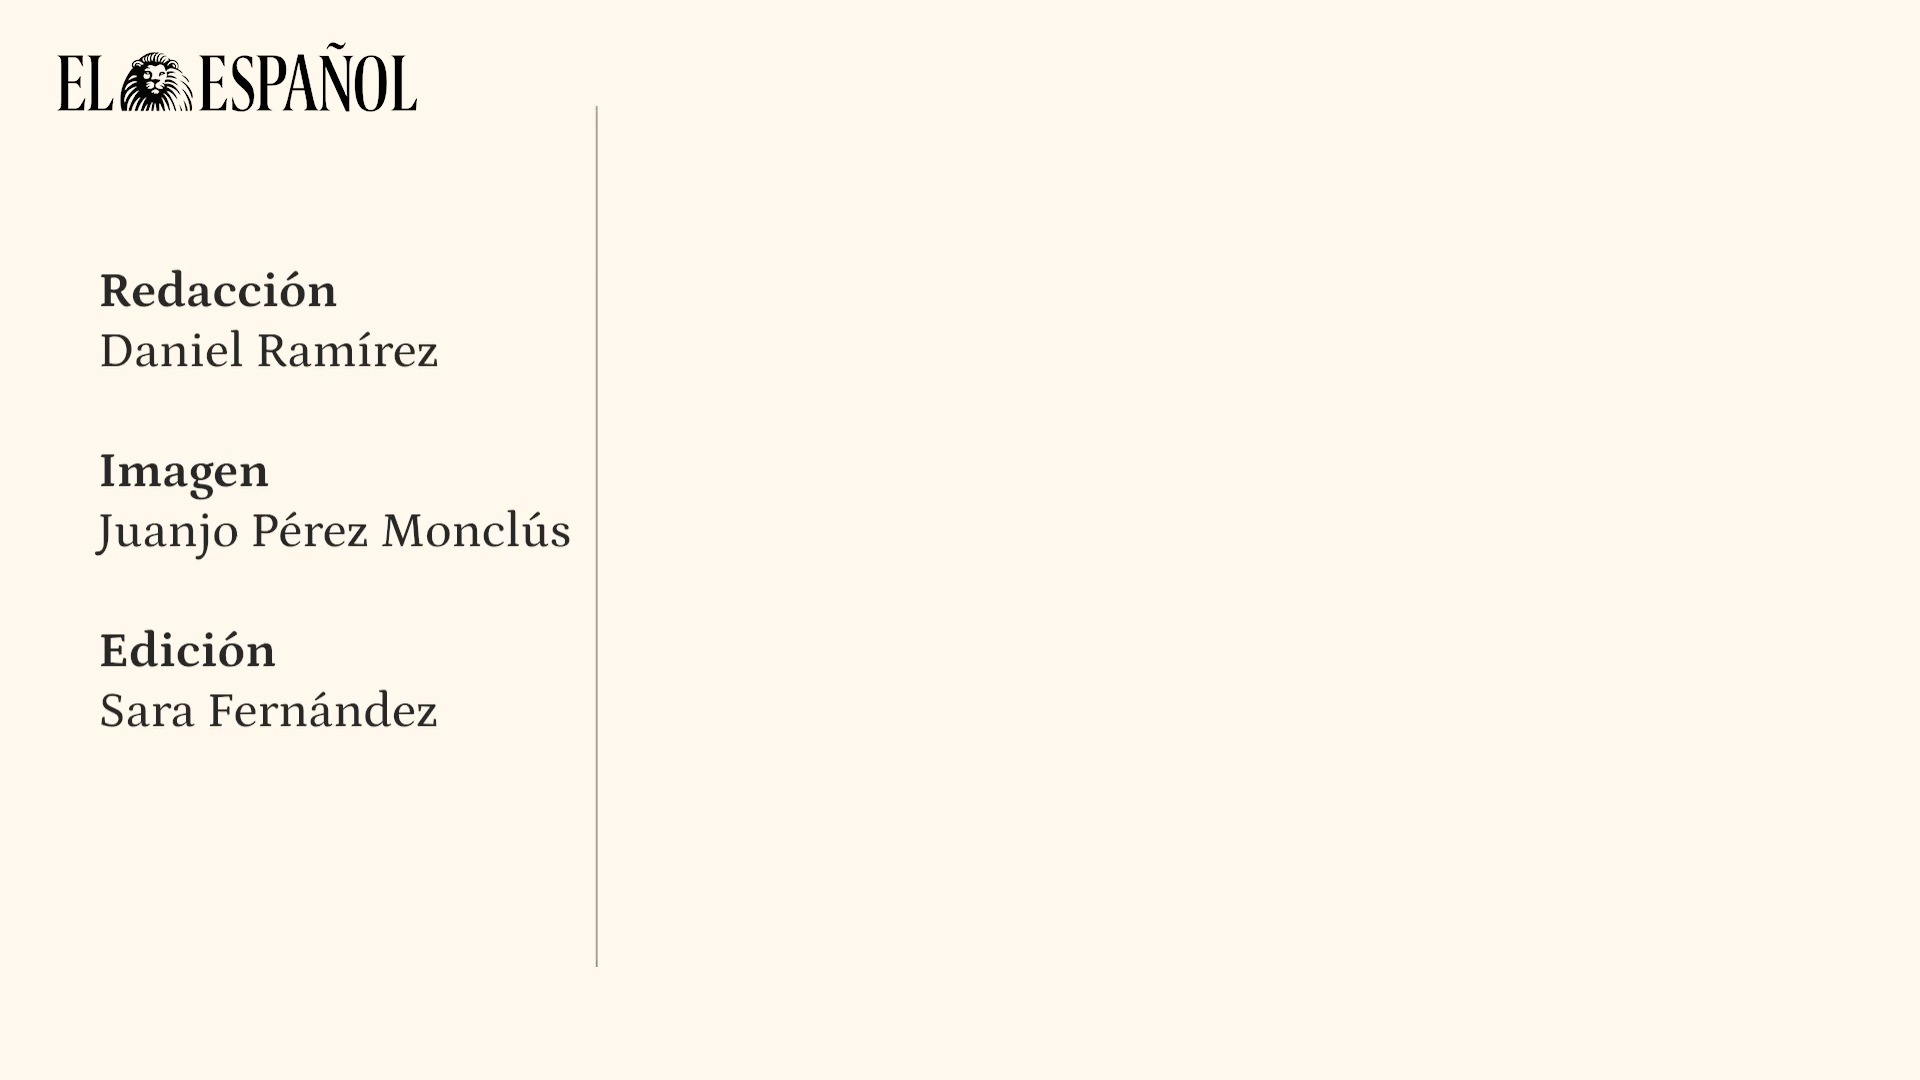 EL ESPAÑOL
Redacción
Daniel Ramírez
Imagen
Juanjo Pérez Monclús
Edición
Sara Fernández